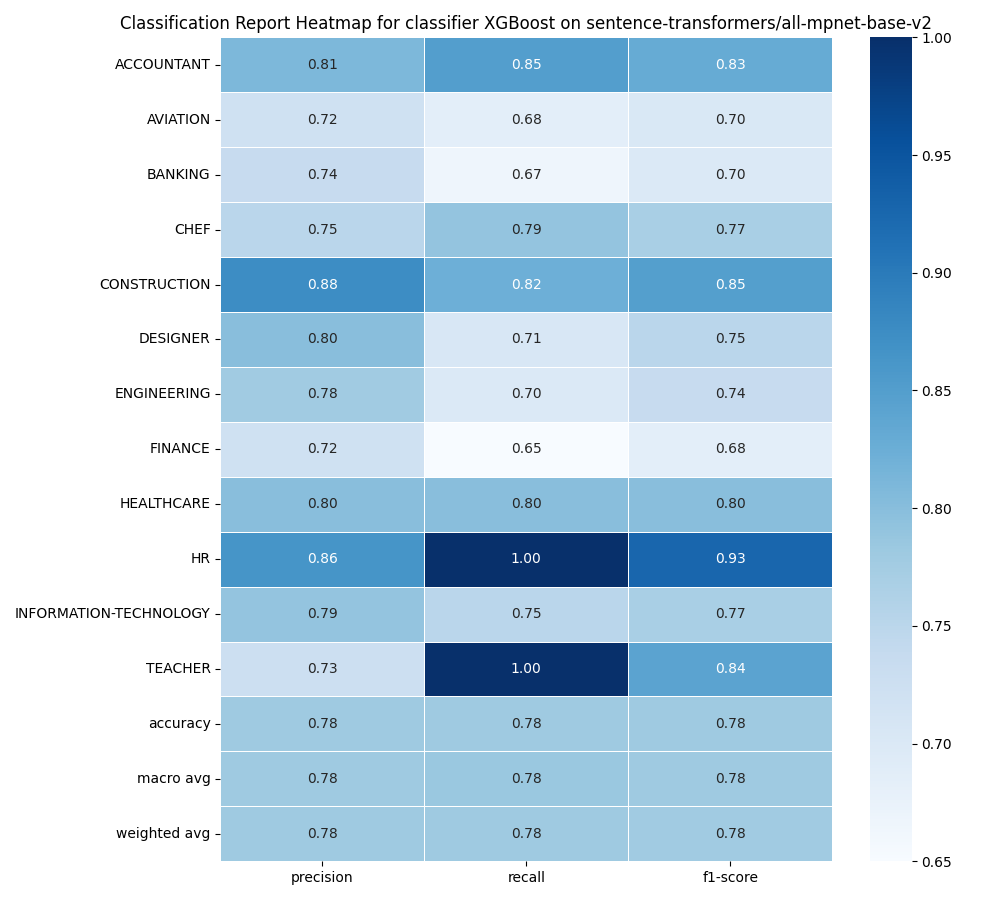 Classification Report Heatmap for classifier XGBoost on sentence-transformers/all-mpnet-base-v2
ACCOUNTANT 0.81 0.85 0.83
AVIATION 0.72 0.68 0.70
BANKING 0.74 0.67 0.70
CHEF 0.75 0.79 0.77
CONSTRUCTION 0.88 0.82 0.85
DESIGNER 0.80 0.71 0.75
ENGINEERING 0.78 0.70 0.74
FINANCE 0.72 0.65 0.68
HEALTHCARE 0.80 0.80 0.80
HR 0.86 1.00 0.93
INFORMATION-TECHNOLOGY 0.79 0.75 0.77
TEACHER 0.73 1.00 0.84
accuracy 0.78 0.78 0.78
macro avg 0.78 0.78 0.78
weighted avg 0.78 0.78 0.78
precision recall f1-score
1.00
0.95
0.90
0.85
0.80
0.75
0.70
0.65